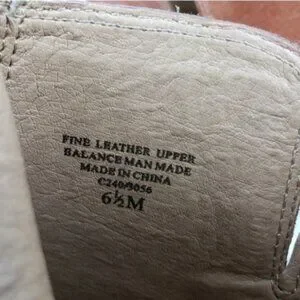 FINE LEATHER UPPER
BALANCE MAN MADE
MADE IN CHINA
C240/3056
6½M